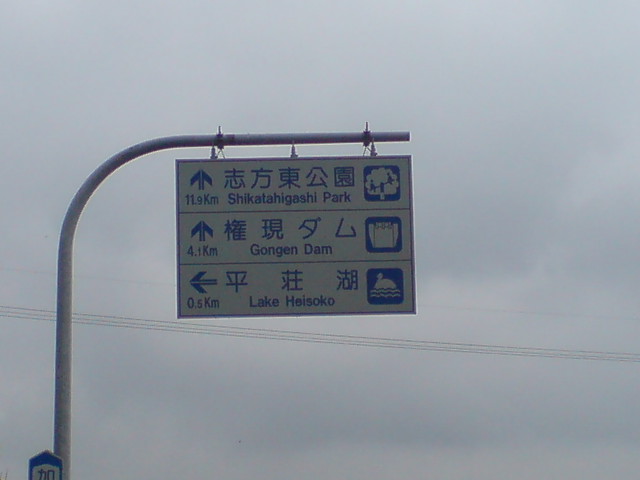 志方東公園
11.9Km Shikatahigashi Park
権現ダム
4.1Km Gongen Dam
平荘湖
0.5Km Lake Heisoko
加